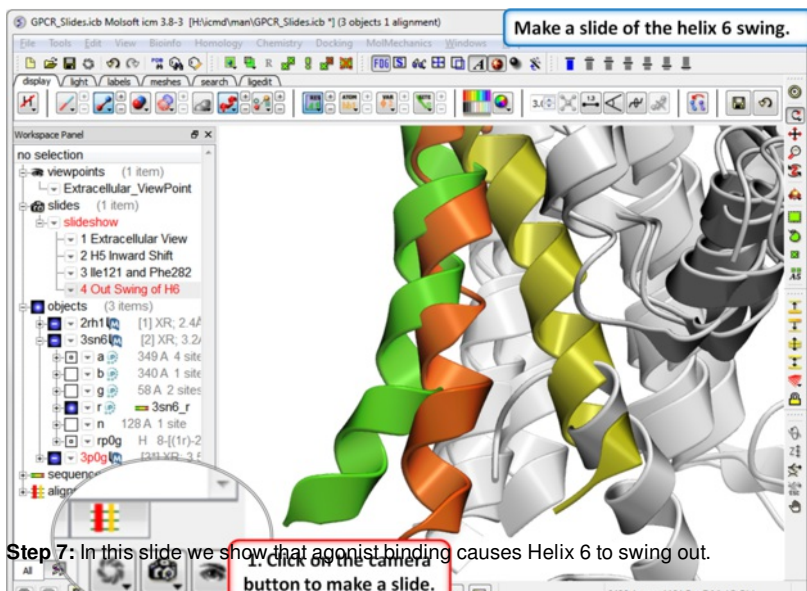 GPCR_Slides.icb Molsoft icm 3.8-3 [H:\icmd\man\GPCR_Slides.icb *] (3 objects 1 alignment)
Make a slide of the helix 6 swing.
File Tools Edit View Bioinfo Homology Chemistry Docking MolMechanics Windows
display light labels meshes search ligedit
Workspace Panel
no selection
viewpoints (1 item)
Extracellular_ViewPoint
slides (1 item)
slideshow
1 Extracellular View
2 H5 Inward Shift
3 Ile121 and Phe282
4 Out Swing of H6
objects (3 items)
2rh1 [1] XR; 2.4
3sn6 [2] XR; 3.2
a 349 A 4 site
b 340 A 1 site
g 58 A 2 sites
r 3sn6_r
n 128 A 1 site
rp0g H 8-[(1r)-2
3p0g
sequenc
align
Step 7: In this slide we show that agonist binding causes Helix 6 to swing out.
1. Click on the camera
button to make a slide.
All